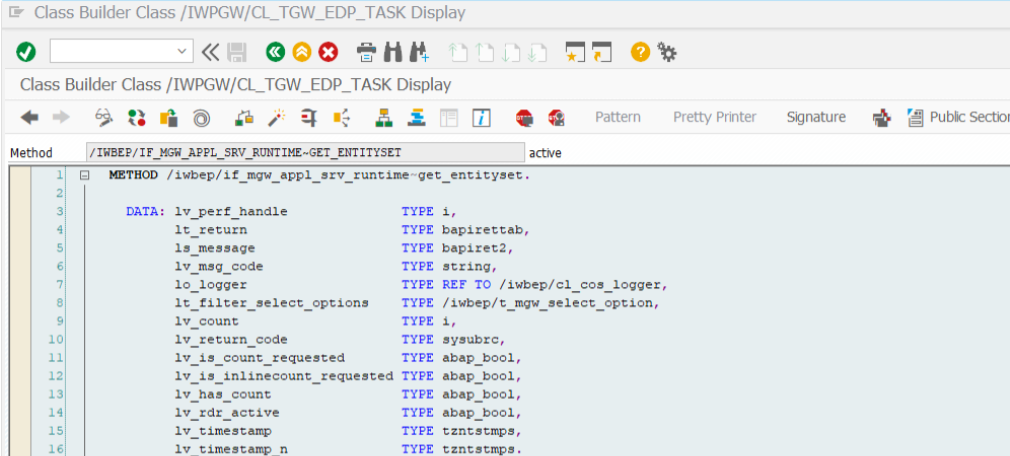 Class Builder Class /IWPGW/CL_TGW_EDP_TASK Display
Class Builder Class /IWPGW/CL_TGW_EDP_TASK Display
Pattern Pretty Printer Signature Public Section
Method /IWBEP/IF_MGW_APPL_SRV_RUNTIME~GET_ENTITYSET active
1 METHOD /iwbep/if_mgw_appl_srv_runtime~get_entityset.
2
3 DATA: lv_perf_handle TYPE i,
4 lt_return TYPE bapirettab,
5 ls_message TYPE bapiret2,
6 lv_msg_code TYPE string,
7 lo_logger TYPE REF TO /iwbep/cl_cos_logger,
8 lt_filter_select_options TYPE /iwbep/t_mgw_select_option,
9 lv_count TYPE i,
10 lv_return_code TYPE sysubrc,
11 lv_is_count_requested TYPE abap_bool,
12 lv_is_inlinecount_requested TYPE abap_bool,
13 lv_has_count TYPE abap_bool,
14 lv_rdr_active TYPE abap_bool,
15 lv_timestamp TYPE tzntstmps,
16 lv_timestamp_n TYPE tzntstmps.